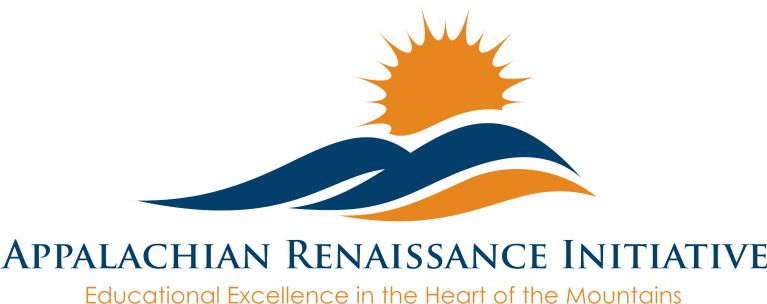 Appalachian Renaissance Initiative
Educational Excellence in the Heart of the Mountains